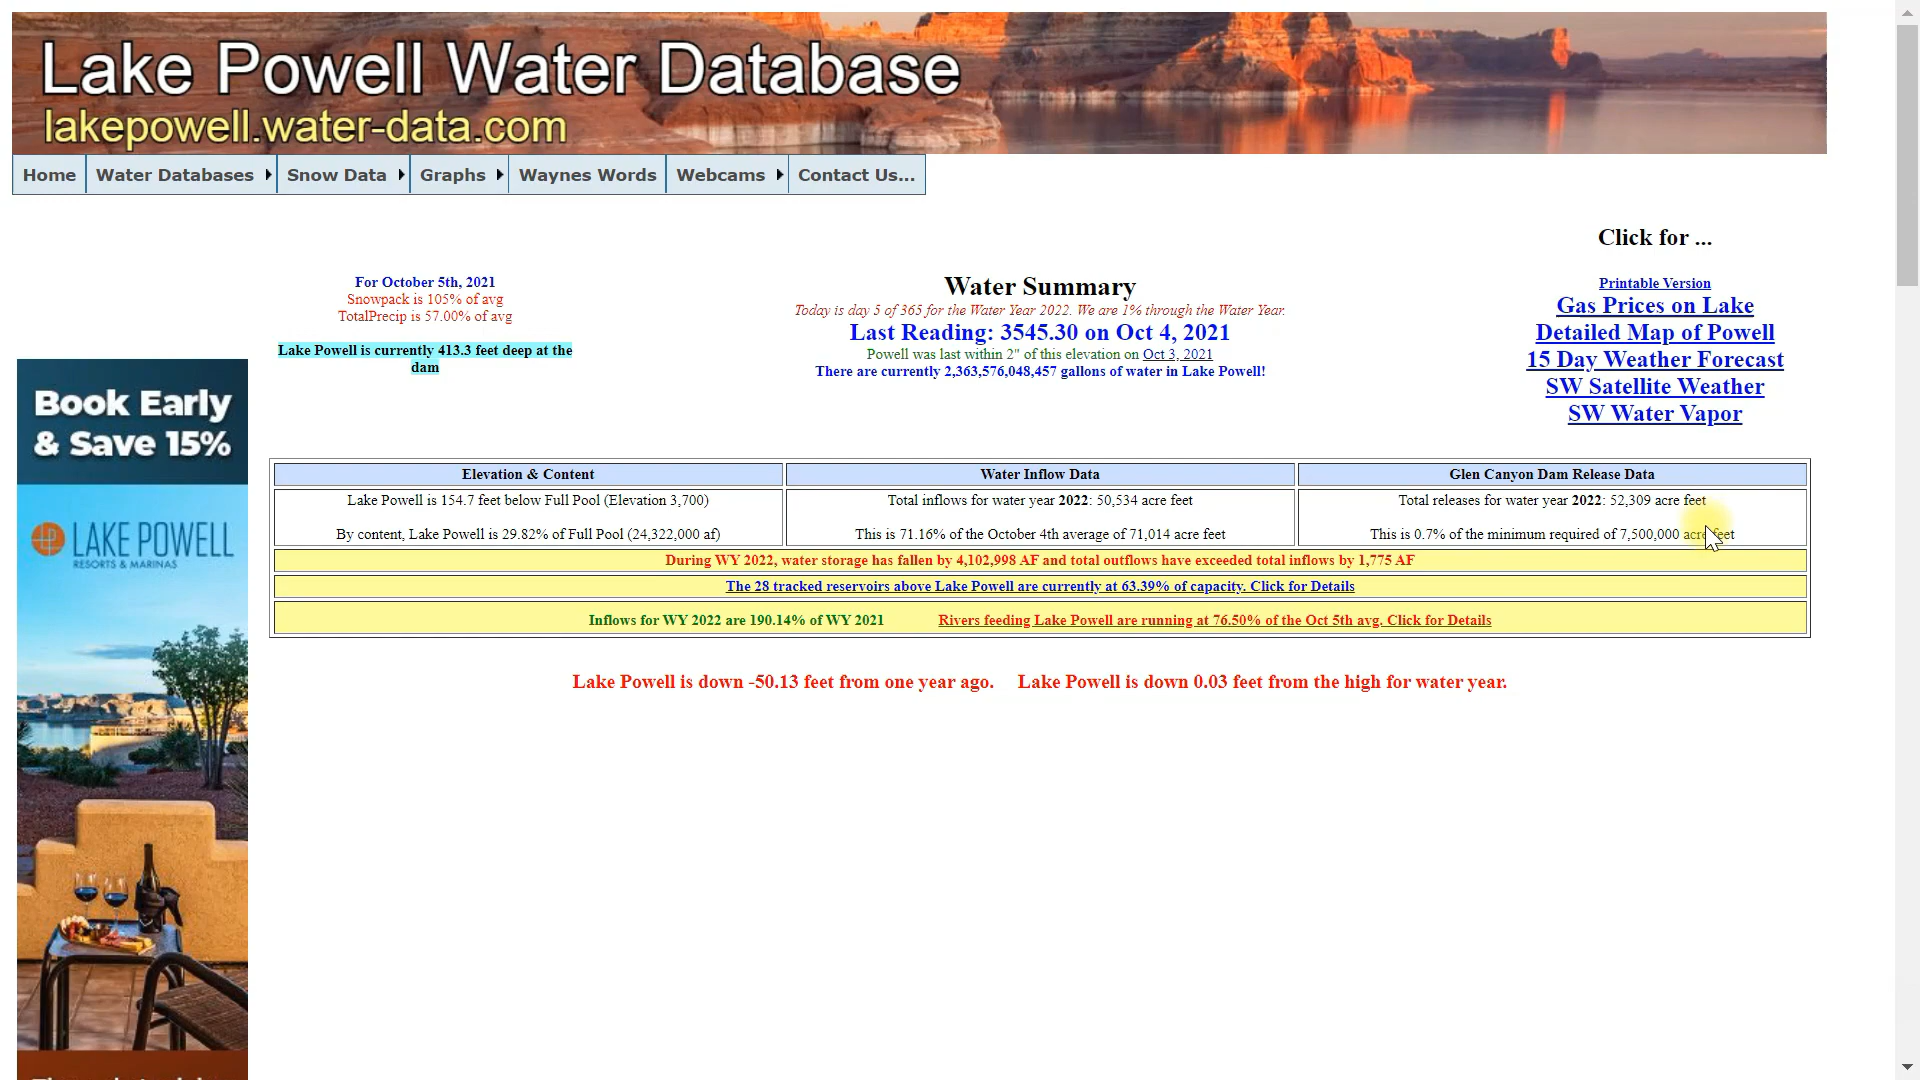 Lake Powell Water Database
lakepowell.water-data.com
Home Water Databases Snow Data Graphs Waynes Words Webcams Contact Us...
Click for ...
For October 5th, 2021
Snowpack is 105% of avg
TotalPrecip is 57.00% of avg
Lake Powell is currently 413.3 feet deep at the
dam
Water Summary
Today is day 5 of 365 for the Water Year 2022. We are 1% through the Water Year.
Last Reading: 3545.30 on Oct 4, 2021
Powell was last within 2" of this elevation on Oct 3, 2021
There are currently 2,363,576,048,457 gallons of water in Lake Powell!
Printable Version
Gas Prices on Lake
Detailed Map of Powell
15 Day Weather Forecast
SW Satellite Weather
SW Water Vapor
Book Early
& Save 15%
LAKE POWELL
RESORTS & MARINAS
Elevation & Content
Lake Powell is 154.7 feet below Full Pool (Elevation 3,700)
By content, Lake Powell is 29.82% of Full Pool (24,322,000 af)
Water Inflow Data
Total inflows for water year 2022: 50,534 acre feet
This is 71.16% of the October 4th average of 71,014 acre feet
Glen Canyon Dam Release Data
Total releases for water year 2022: 52,309 acre feet
This is 0.7% of the minimum required of 7,500,000 acre feet
During WY 2022, water storage has fallen by 4,102,998 AF and total outflows have exceeded total inflows by 1,775 AF
The 28 tracked reservoirs above Lake Powell are currently at 63.39% of capacity. Click for Details
Inflows for WY 2022 are 190.14% of WY 2021 Rivers feeding Lake Powell are running at 76.50% of the Oct 5th avg. Click for Details
Lake Powell is down -50.13 feet from one year ago. Lake Powell is down 0.03 feet from the high for water year.